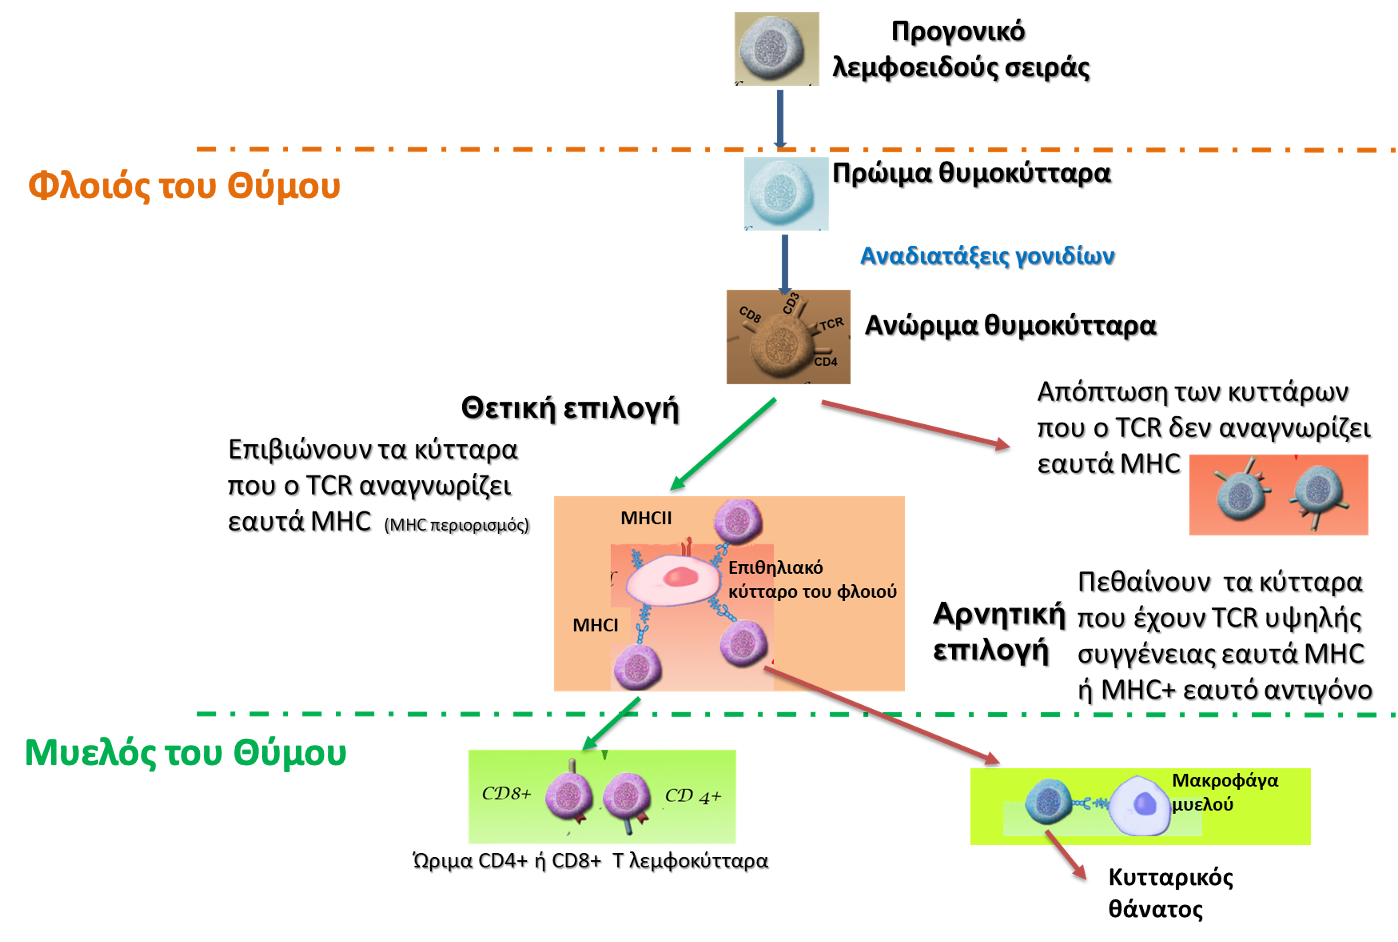 Προγονικό
λεμφοειδούς σειράς
Φλοιός του Θύμου
Πρώιμα θυμοκύτταρα
Αναδιατάξεις γονιδίων
CD8
CD3
TCR
CD4
Ανώριμα θυμοκύτταρα
Θετική επιλογή
Επιβιώνουν τα κύτταρα
που ο TCR αναγνωρίζει
εαυτά MHC (MHC περιορισμός)
Απόπτωση των κυττάρων
που ο TCR δεν αναγνωρίζει
εαυτά MHC
MHCII
Επιθηλιακό
κύτταρο του φλοιού
MHCI
Αρνητική
επιλογή
Πεθαίνουν τα κύτταρα
που έχουν TCR υψηλής
συγγένειας εαυτά MHC
ή MHC+ εαυτό αντιγόνο
Μυελός του Θύμου
CD8+
CD 4+
Ώριμα CD4+ ή CD8+ Τ λεμφοκύτταρα
Μακροφάγα
μυελού
Κυτταρικός
θάνατος